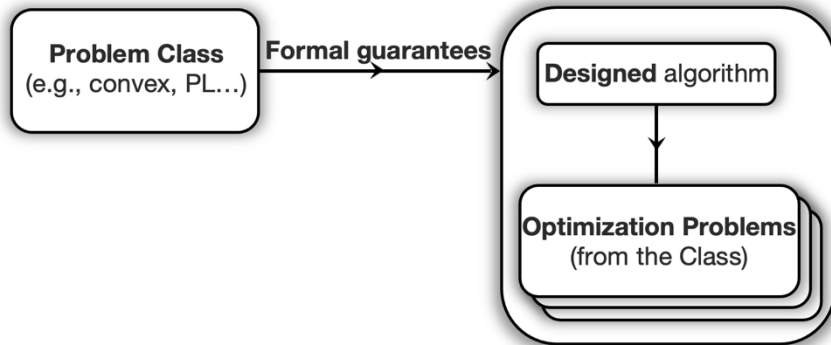 Problem Class
(e.g., convex, PL...)
Formal guarantees
Designed algorithm
Optimization Problems
(from the Class)